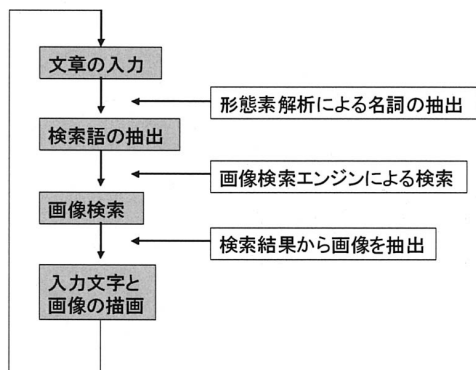 文章の入力
形態素解析による名詞の抽出
検索語の抽出
画像検索エンジンによる検索
画像検索
検索結果から画像を抽出
入力文字と
画像の描画